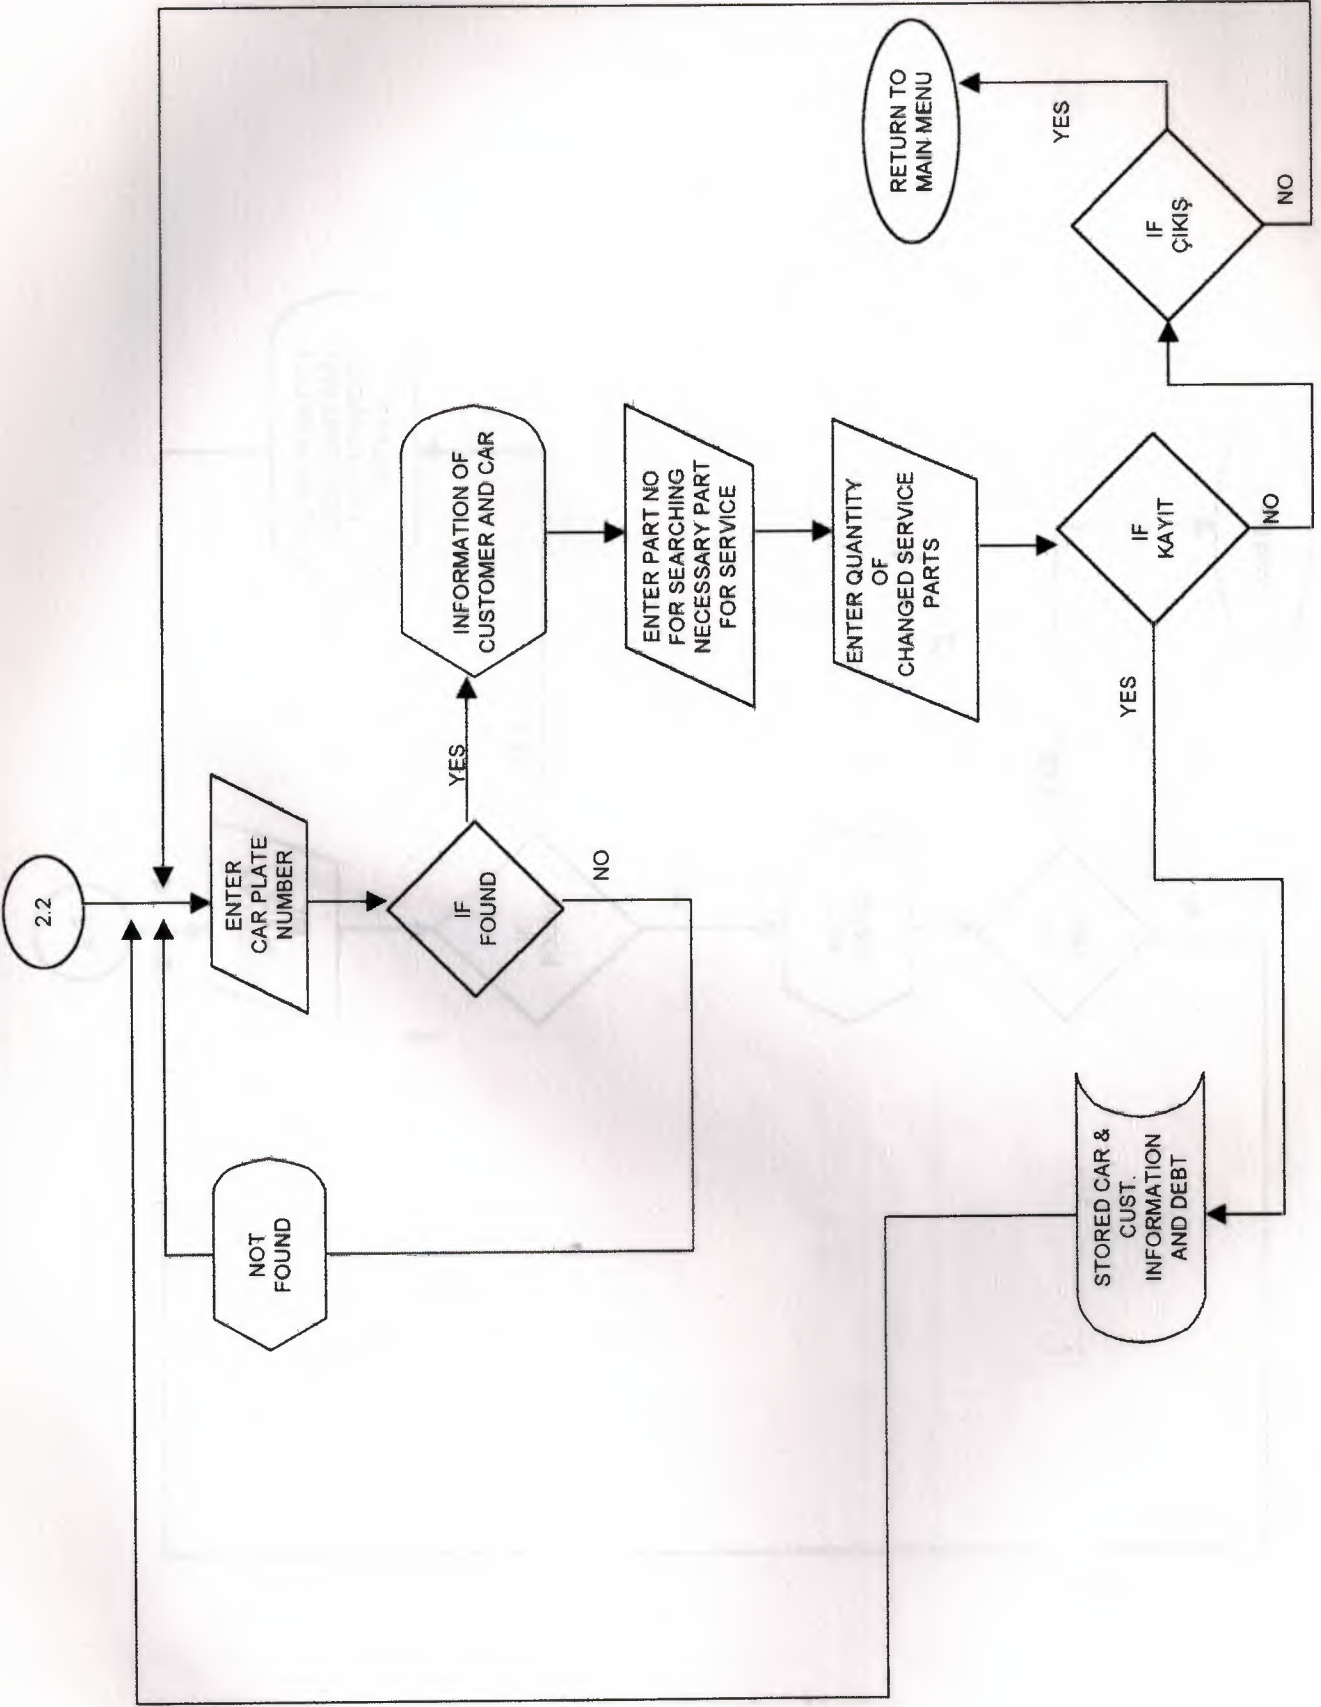 2.2
ENTER
CAR PLATE
NUMBER
IF
FOUND
YES
NO
NOT
FOUND
INFORMATION OF
CUSTOMER AND CAR
ENTER PART NO
FOR SEARCHING
NECESSARY PART
FOR SERVICE
ENTER QUANTITY
OF
CHANGED SERVICE
PARTS
IF
KAYIT
YES
NO
STORED CAR &
CUST.
INFORMATION
AND DEBT
IF
ÇIKIŞ
YES
NO
RETURN TO
MAIN MENU